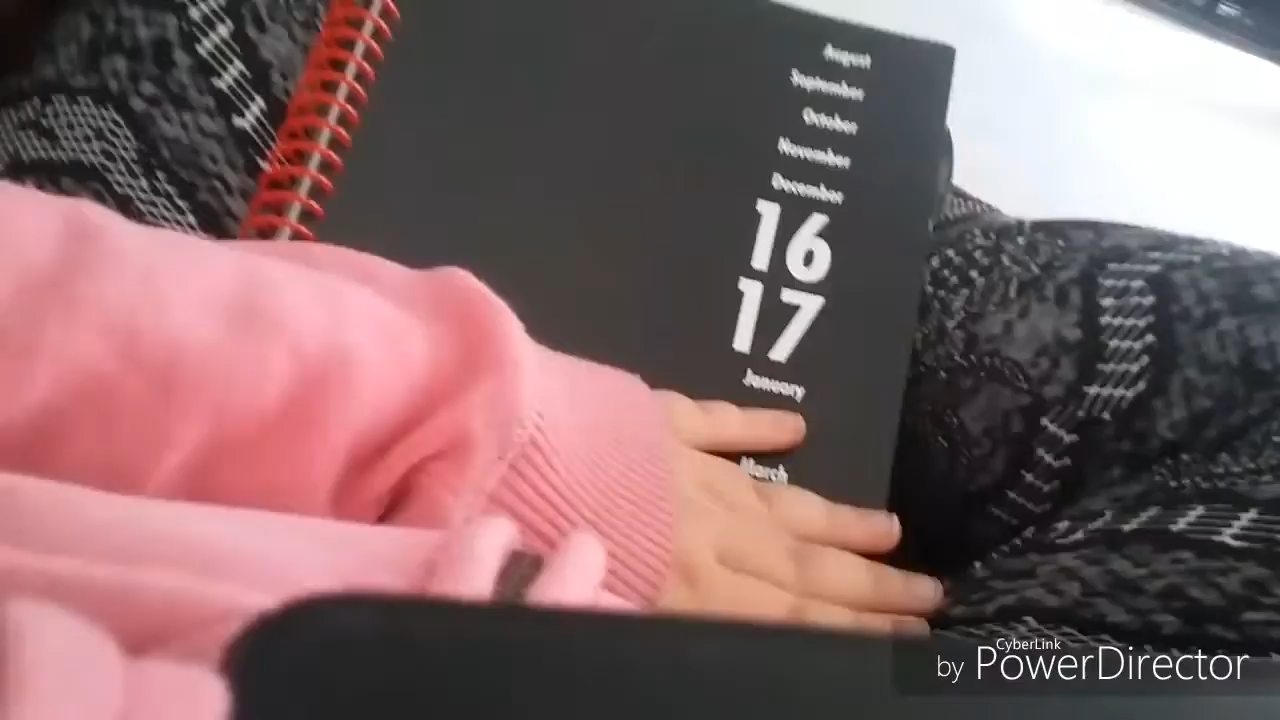 August
September
October
November
December
16
17
January
March
CyberLink
by PowerDirector